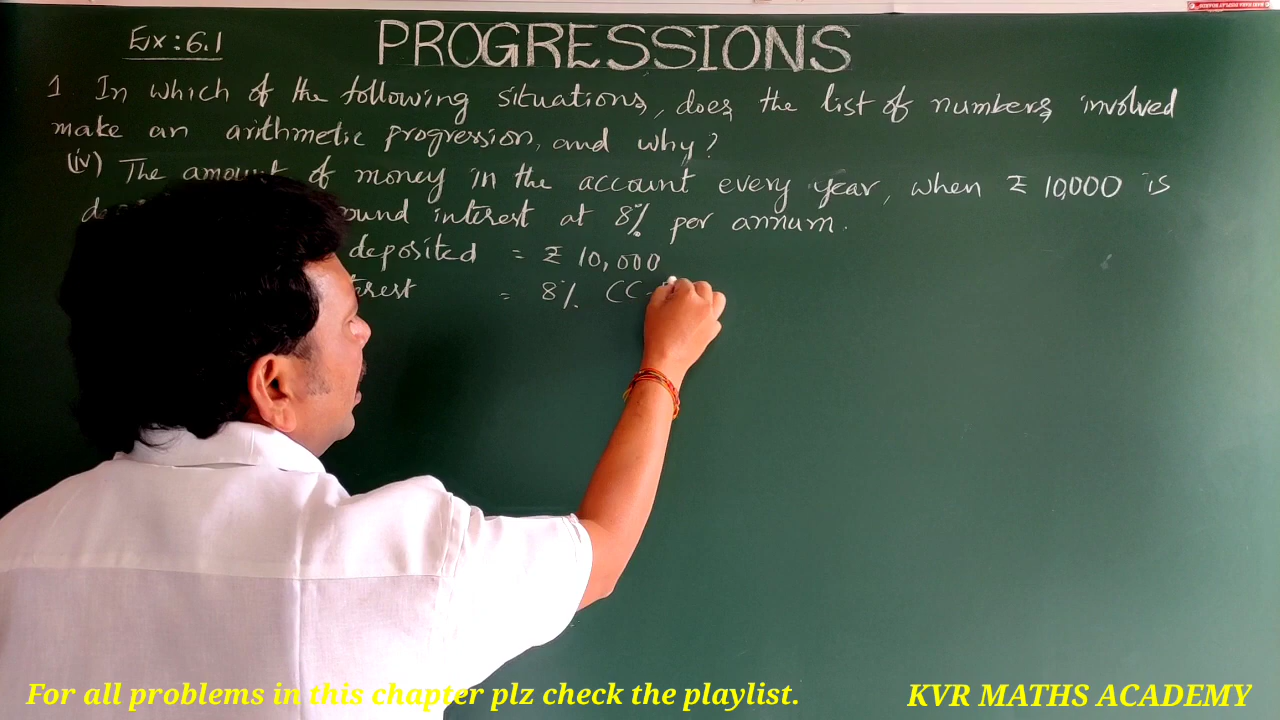 Ex:6.1
PROGRESSIONS
1 In which of the following situations, does the list of numbers involved
make an arithmetic progression, and why?
(iv) The amount of money in the account every year, when ₹ 10,000 is
interest at 8% per annum.
deposited = ₹ 10,000
= 8% (C
For all problems in this chapter plz check the playlist.
KVR MATHS ACADEMY